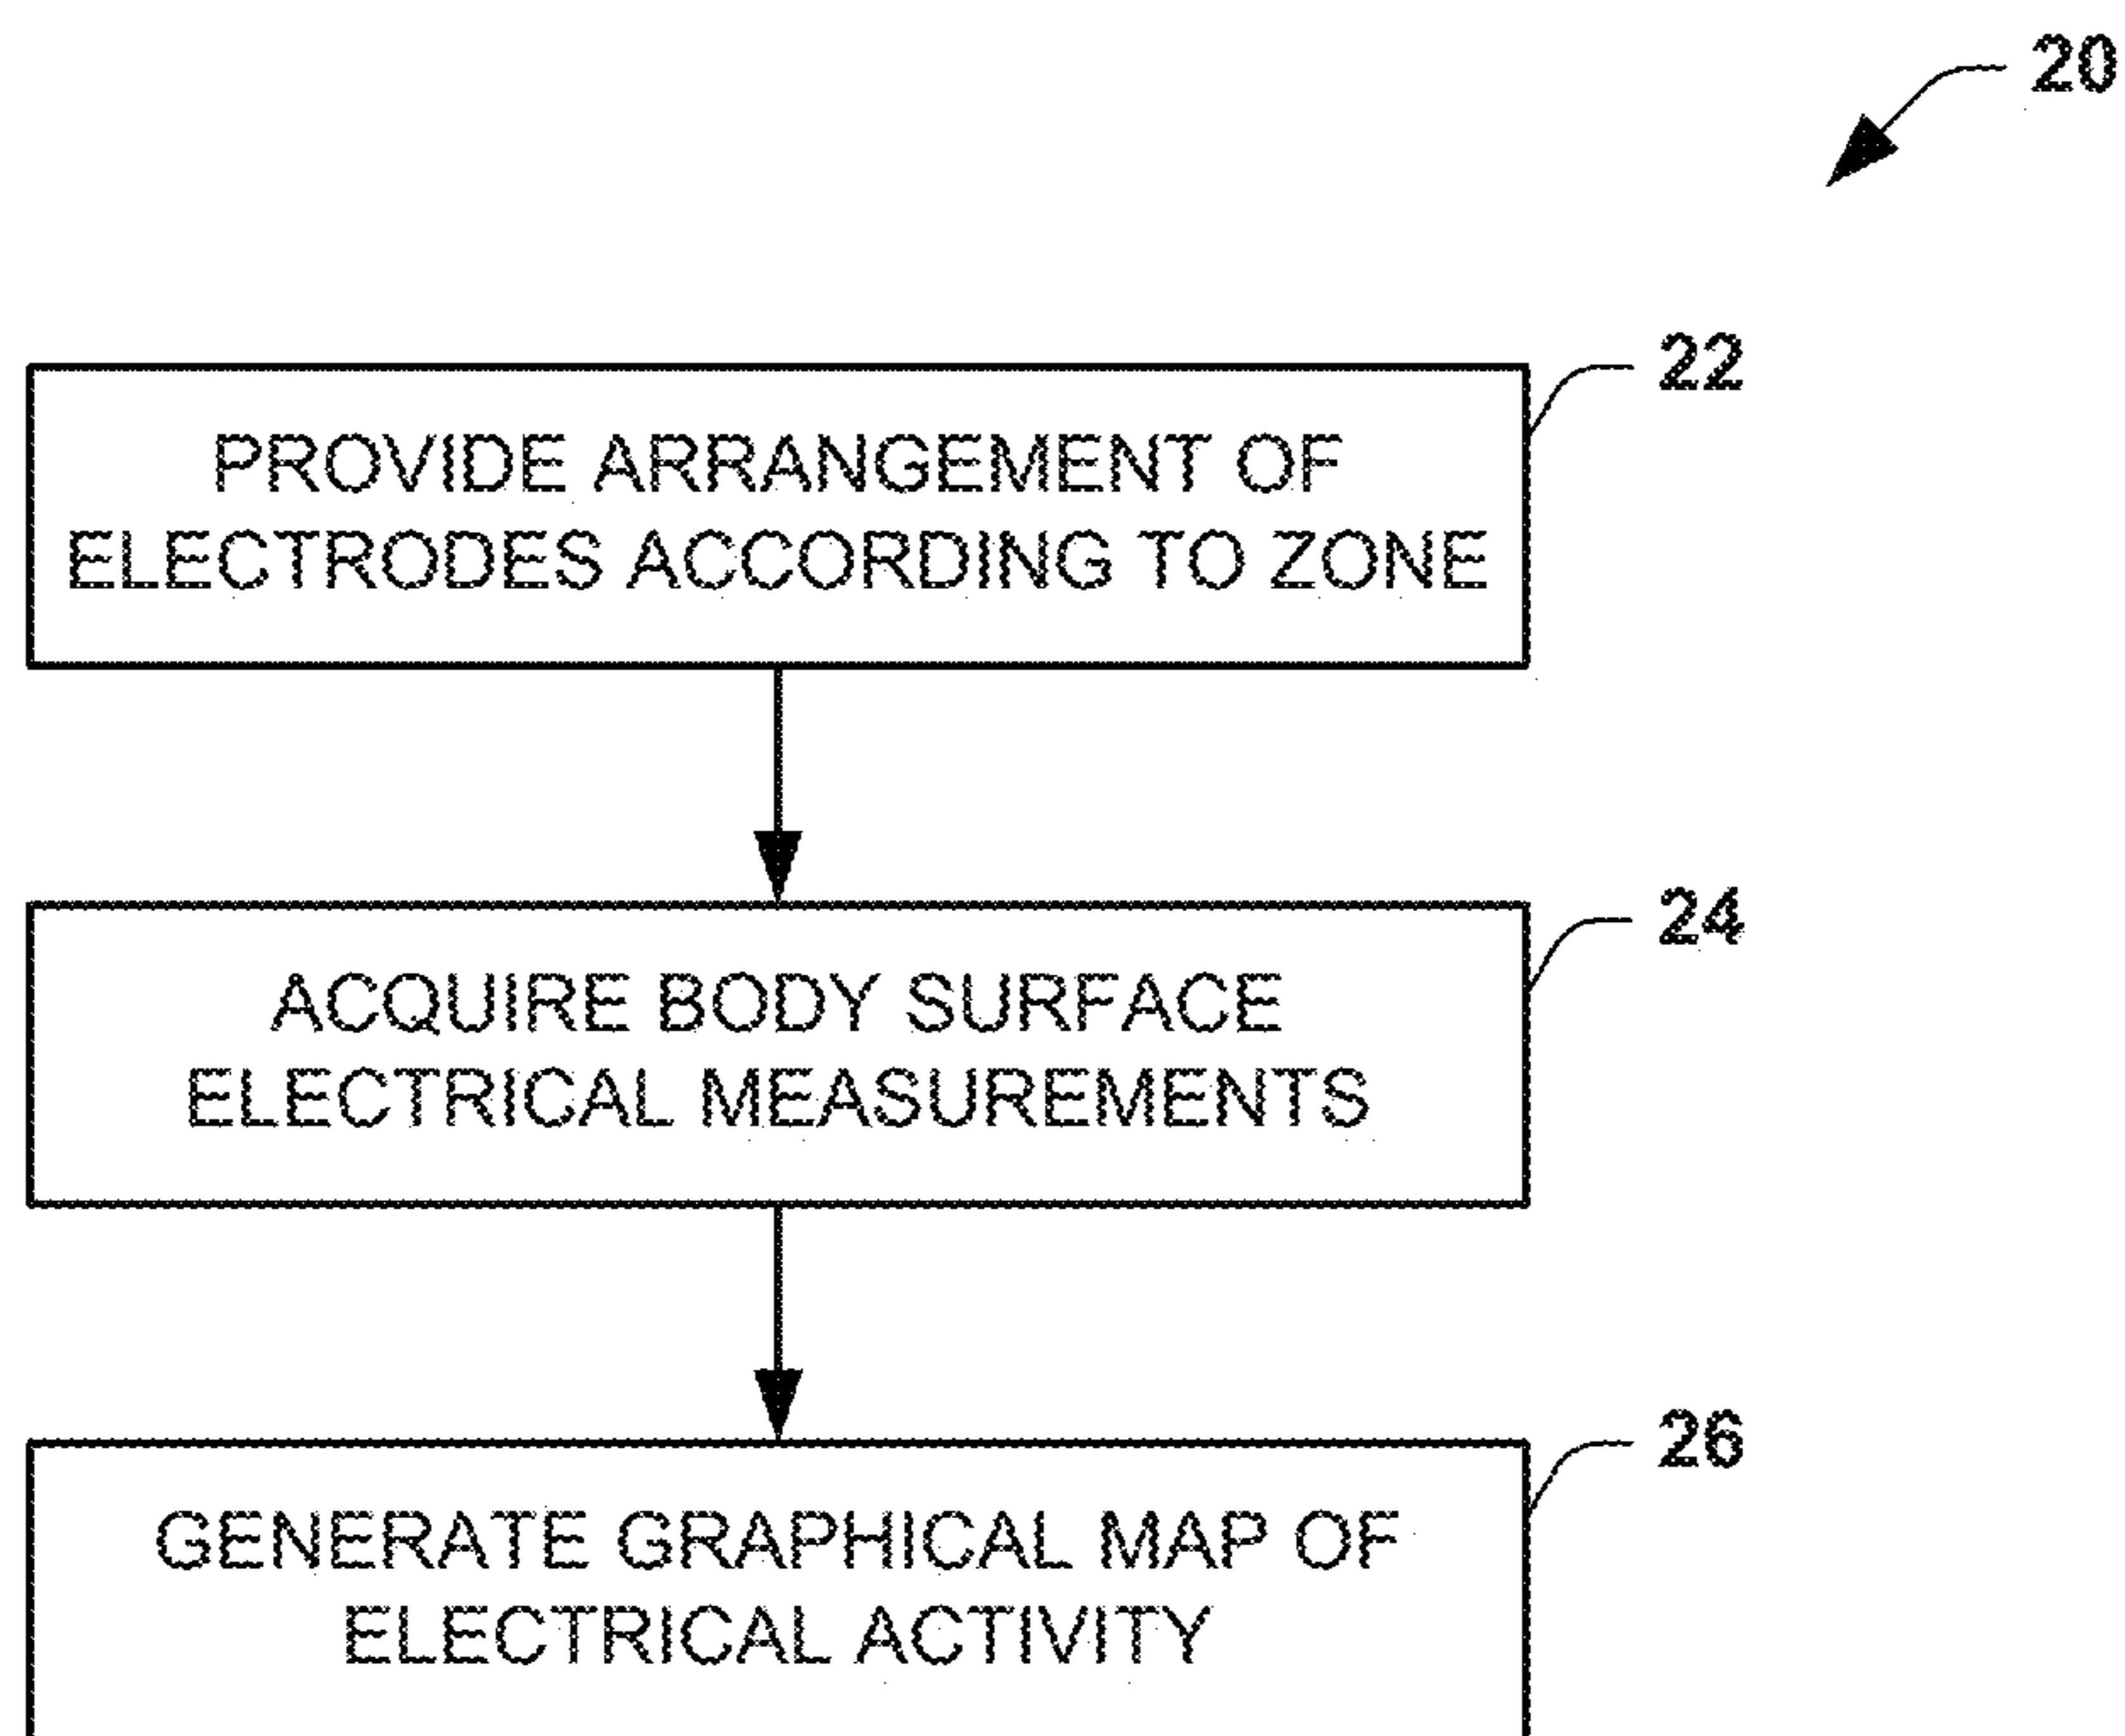 20
22
PROVIDE ARRANGEMENT OF
ELECTRODES ACCORDING TO ZONE
24
ACQUIRE BODY SURFACE
ELECTRICAL MEASUREMENTS
26
GENERATE GRAPHICAL MAP OF
ELECTRICAL ACTIVITY